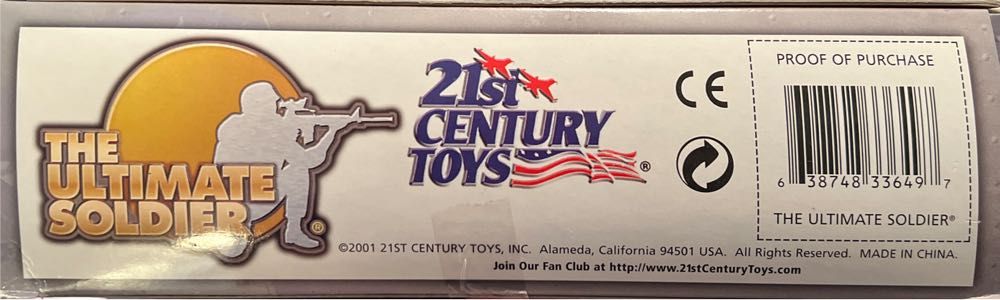 THE
ULTIMATE
SOLDIER®
21st
CENTURY
TOYS®
CE
PROOF OF PURCHASE
6 38748 33649 7
THE ULTIMATE SOLDIER®
©2001 21ST CENTURY TOYS, INC. Alameda, California 94501 USA. All Rights Reserved. MADE IN CHINA.
Join Our Fan Club at http://www.21stCenturyToys.com